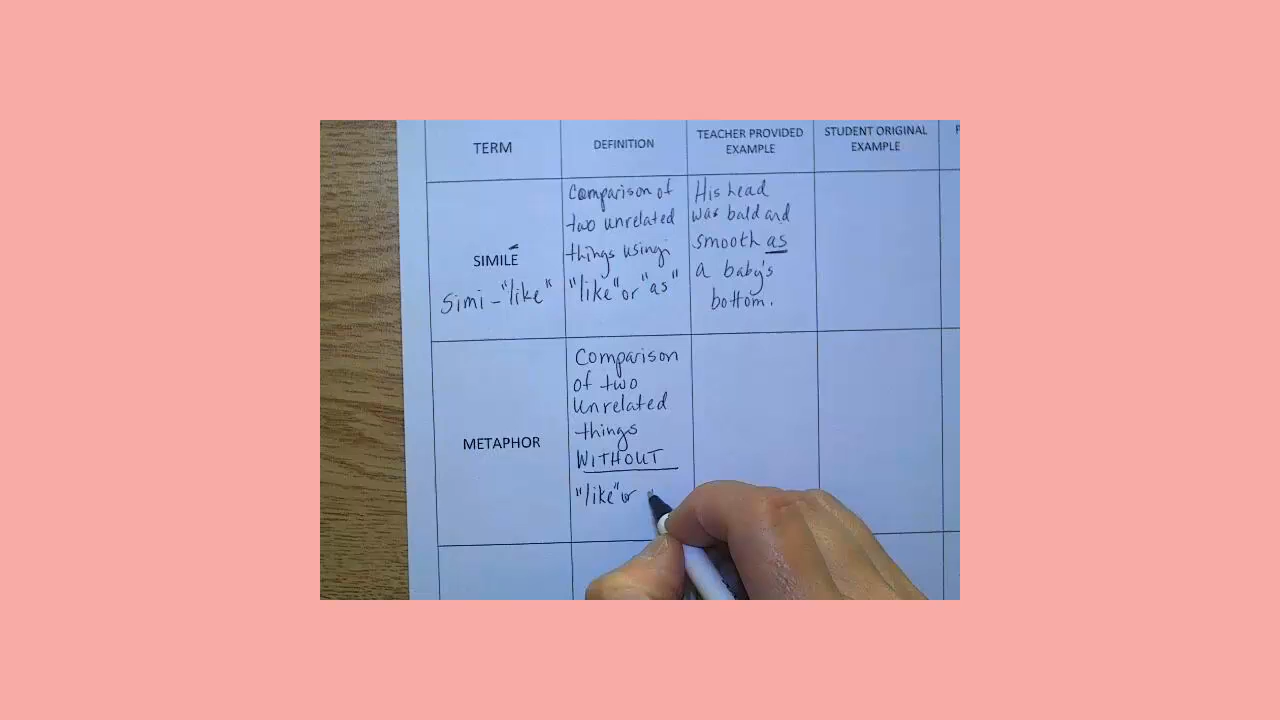 TERM
DEFINITION
TEACHER PROVIDED
EXAMPLE
STUDENT ORIGINAL
EXAMPLE
SIMILE
Simi - "like"
Comparison of
two unrelated
things using
"like" or "as"
His head
was bald and
smooth as
a baby's
bottom.
METAPHOR
Comparison
of two
unrelated
things
WITHOUT
"like" or "